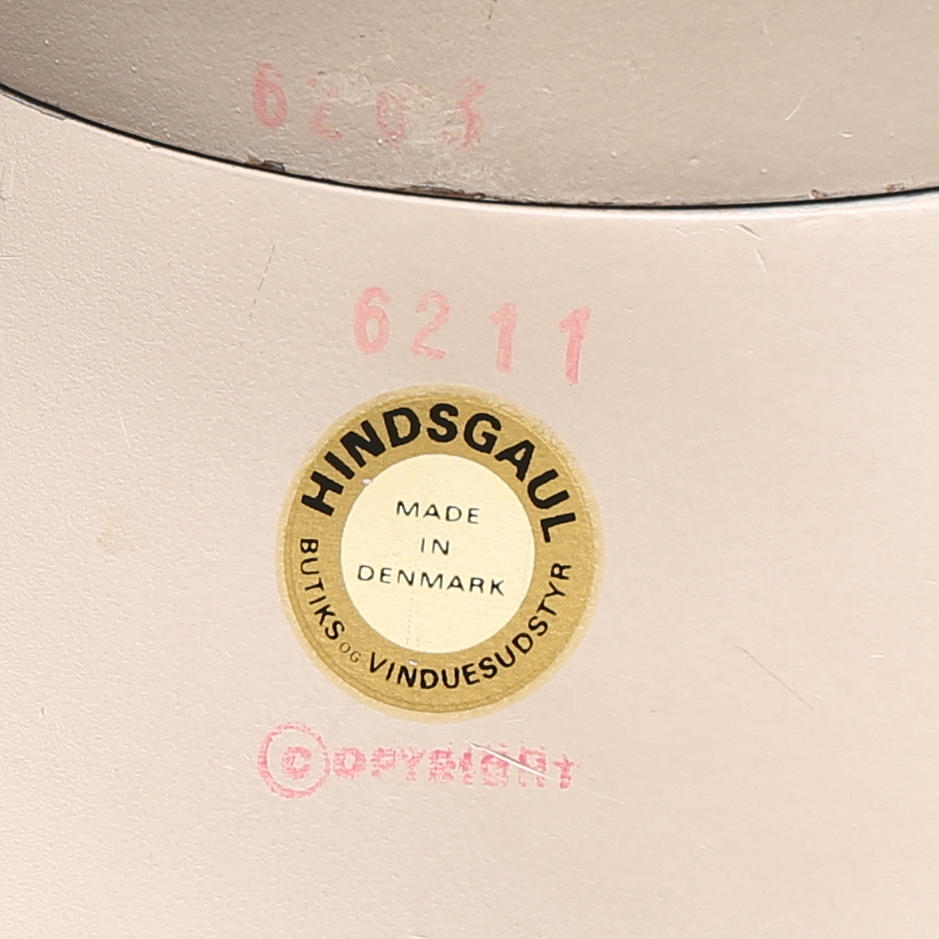 6203
6211
HINDSGAUL
MADE
IN
DENMARK
BUTIKS OG VINDUESUDSTYR
©OPYRIGHT